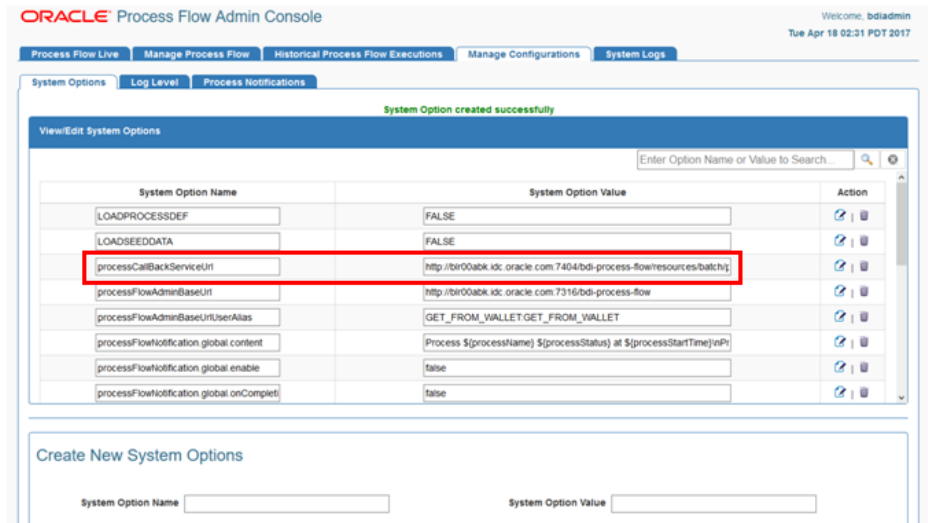 ORACLE Process Flow Admin Console
Welcome, bdiadmin
Tue Apr 18 02:31 PDT 2017
Process Flow Live Manage Process Flow Historical Process Flow Executions Manage Configurations System Logs
System Options Log Level Process Notifications
System Option created successfully
View/Edit System Options
Enter Option Name or Value to Search...
System Option Name System Option Value Action
LOADPROCESSDEF FALSE
LOADSEEDDATA FALSE
processCallBackServiceUrl http://blr00abk.idc.oracle.com:7404/bdi-process-flow/resources/batch/p
processFlowAdminBaseUrl http://blr00abk.idc.oracle.com:7316/bdi-process-flow
processFlowAdminBaseUrlUserAlias GET_FROM_WALLET:GET_FROM_WALLET
processFlowNotification.global.content Process ${processName} ${processStatus} at ${processStartTime}\nPr
processFlowNotification.global.enable false
processFlowNotification.global.onCompleti false
Create New System Options
System Option Name System Option Value